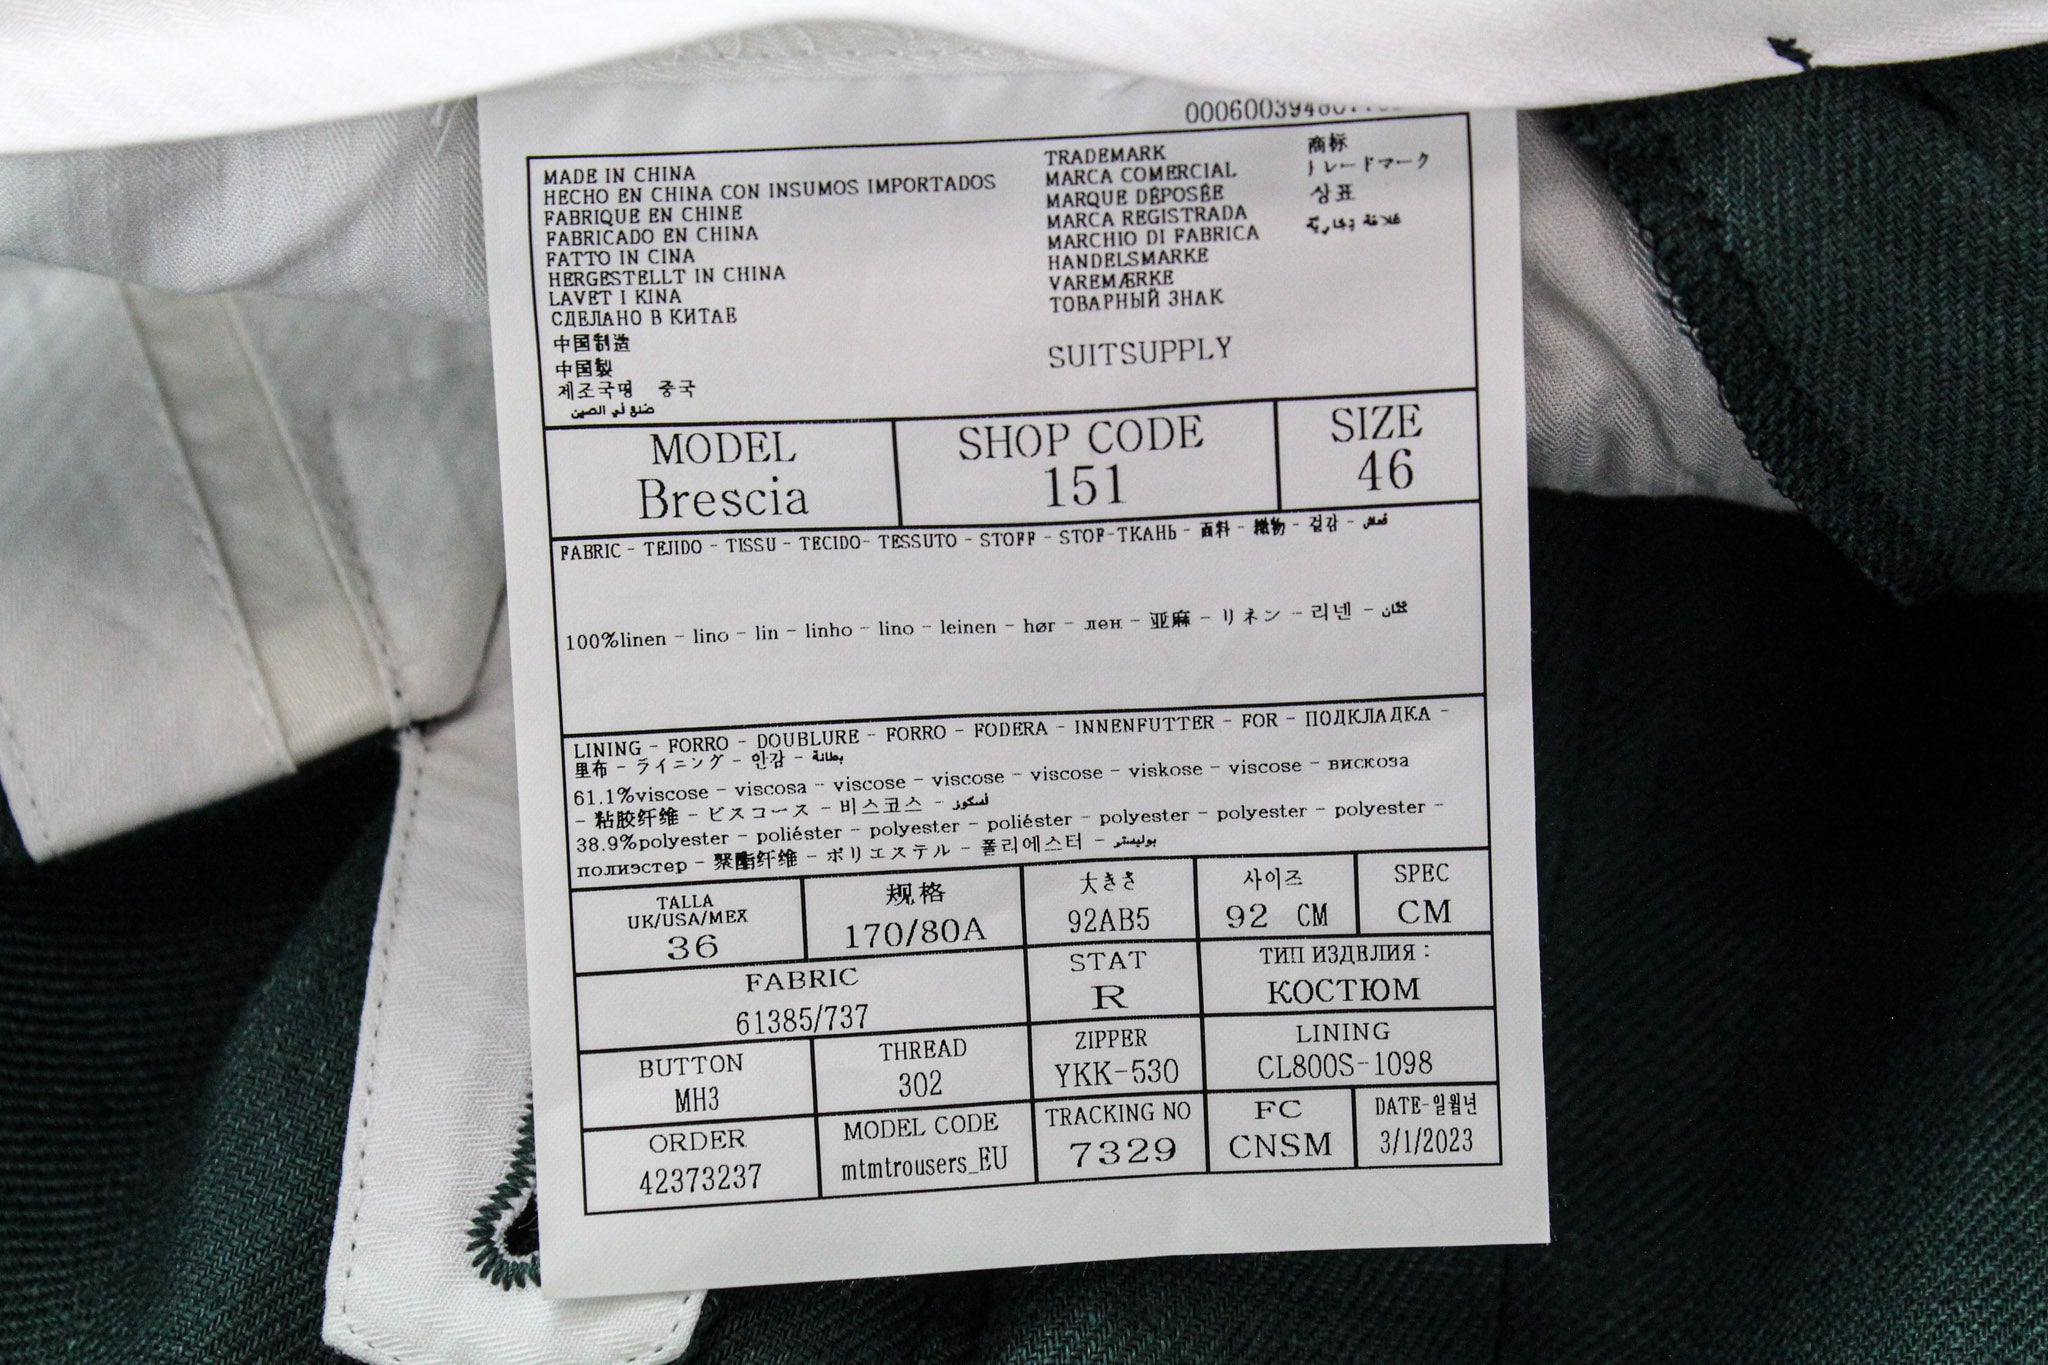 MADE IN CHINA
HECHO EN CHINA CON INSUMOS IMPORTADOS
FABRIQUE EN CHINE
FABRICADO EN CHINA
FATTO IN CINA
HERGESTELLT IN CHINA
LAVET I KINA
СДЕЛАНО В КИТАЕ
中国制造
中国製
제조국명 중국
صنع في الصين
TRADEMARK
MARCA COMERCIAL
MARQUE DÉPOSÉE
MARCA REGISTRADA
MARCHIO DI FABRICA
HANDELSMARKE
VAREMÆRKE
ТОВАРНЫЙ ЗНАК
商标
トレードマーク
상표
علامة تجارية
SUITSUPPLY
MODEL
Brescia
SHOP CODE
151
SIZE
46
FABRIC - TEJIDO - TISSU - TECIDO- TESSUTO - STOFF - STOF-ТКАНЬ - 面料 - 織物 - 겉감 - قماش
100%linen - lino - lin - linho - lino - leinen - hør - лен - 亚麻 - リネン - 리넨 - كتان
LINING - FORRO - DOUBLURE - FORRO - FODERA - INNENFUTTER - FOR - ПОДКЛАДКА -
里布 - ライニング - 안감 - بطانة
61.1%viscose - viscosa - viscose - viscose - viscose - viskose - viscose - вискоза
- 粘胶纤维 - ビスコース - 비스코스 - فسكوز
38.9%polyester - poliéster - polyester - poliéster - polyester - polyester - polyester -
полиэстер - 聚酯纤维 - ポリエステル - 폴리에스터 - بوليستر
TALLA
UK/USA/MEX
36
规格
170/80A
大きさ
92AB5
사이즈
92 CM
SPEC
CM
FABRIC
61385/737
STAT
R
ТИП ИЗДЕЛИЯ :
КОСТЮМ
BUTTON
MH3
THREAD
302
ZIPPER
YKK-530
LINING
CL800S-1098
ORDER
42373237
MODEL CODE
mtmtrousers_EU
TRACKING NO
7329
FC
CNSM
DATE-일월년
3/1/2023